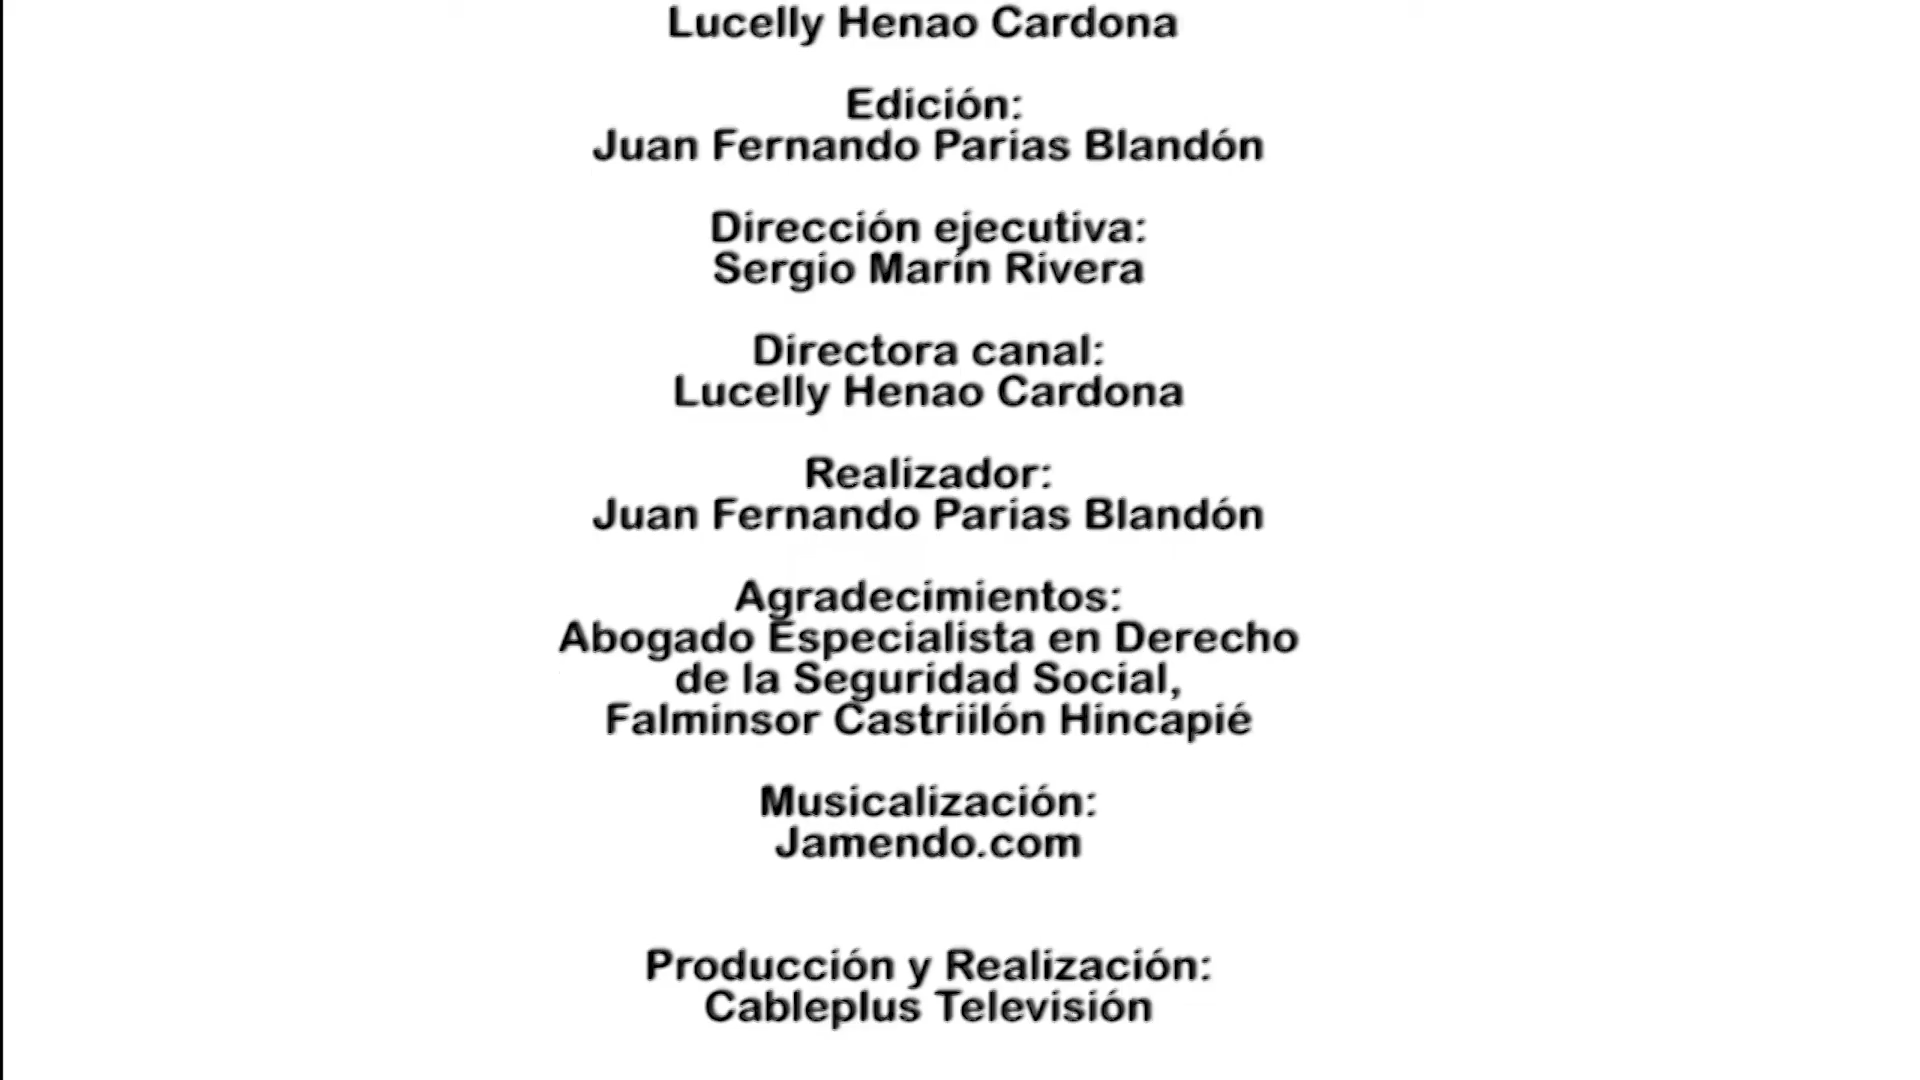 Lucelly Henao Cardona
Edición:
Juan Fernando Parias Blandón
Dirección ejecutiva:
Sergio Marín Rivera
Directora canal:
Lucelly Henao Cardona
Realizador:
Juan Fernando Parias Blandón
Agradecimientos:
Abogado Especialista en Derecho
de la Seguridad Social,
Falminsor Castriilón Hincapié
Musicalización:
Jamendo.com
Producción y Realización:
Cableplus Televisión